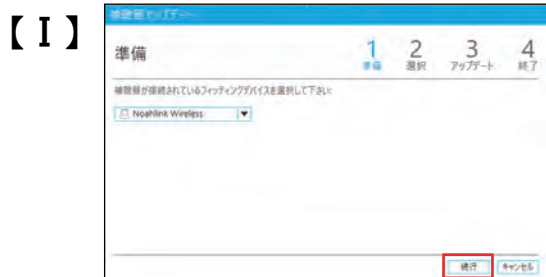 【Ⅰ】
補聴器アップデート
準備
1 2 3 4
準備 選択 アップデート 終了
補聴器が接続されているフィッティングデバイスを選択して下さい:
Noahlink Wireless
続行 キャンセル